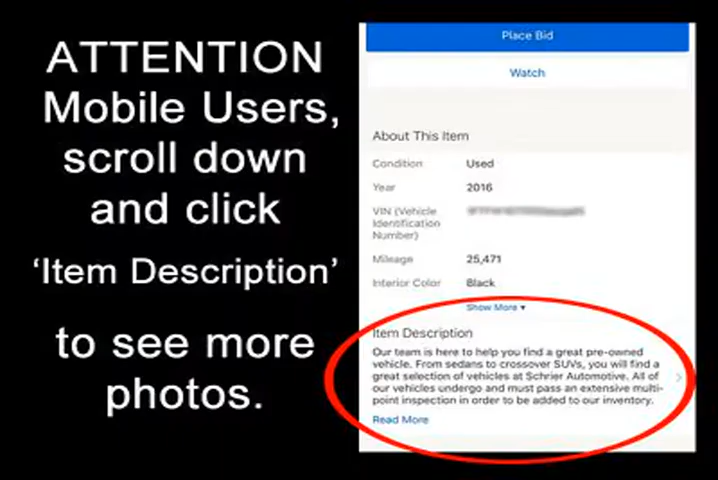 ATTENTION
Mobile Users,
scroll down
and click
‘Item Description’
to see more
photos.
Place Bid
Watch
About This Item
Condition Used
Year 2016
VIN (Vehicle
Identification
Number)
Mileage 25,471
Interior Color Black
Show More ▾
Item Description
Our team is here to help you find a great pre-owned
vehicle. From sedans to crossover SUVs, you will find a
great selection of vehicles at Schrier Automotive. All of
our vehicles undergo and must pass an extensive multi-
point inspection in order to be added to our inventory.
Read More